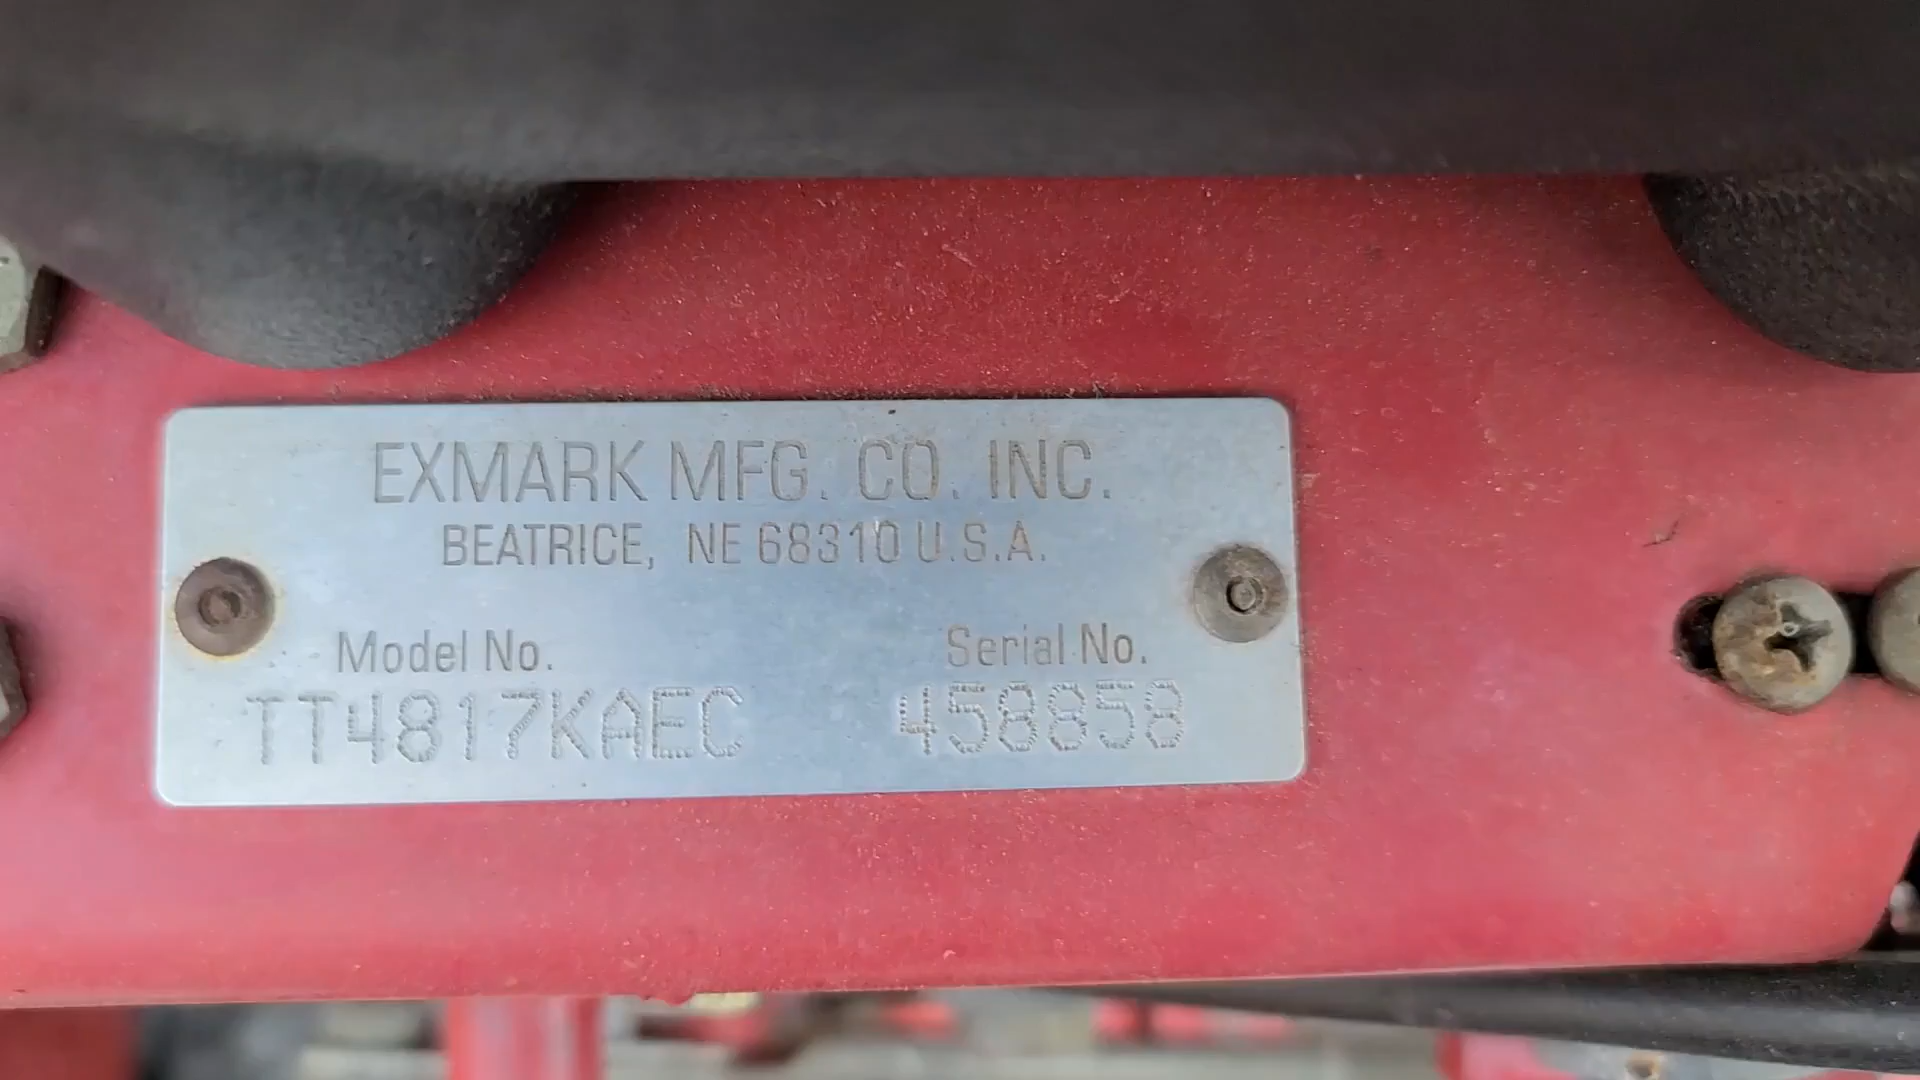 EXMARK MFG. CO. INC.
BEATRICE, NE 68310 U.S.A.
Model No. Serial No.
TT4817KAEC 458858